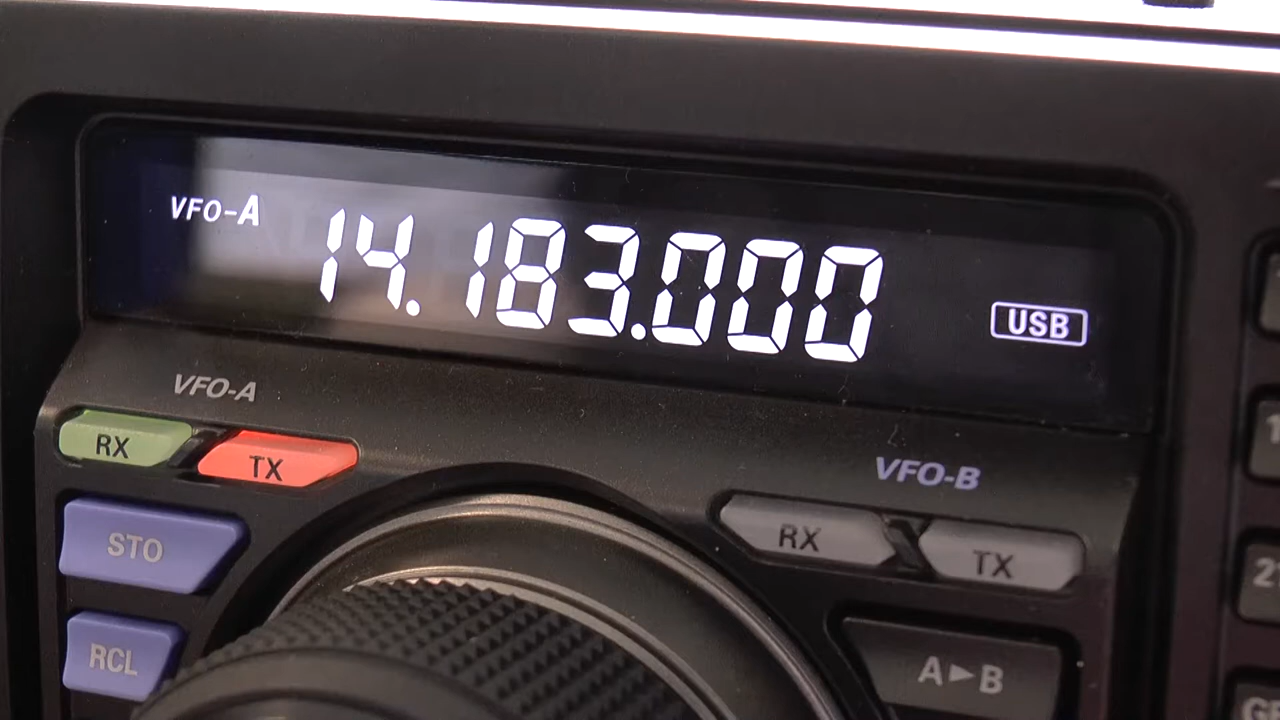 VFO-A 14.183.000 USB
VFO-A
RX TX
VFO-B
RX TX
STO
RCL
A►B